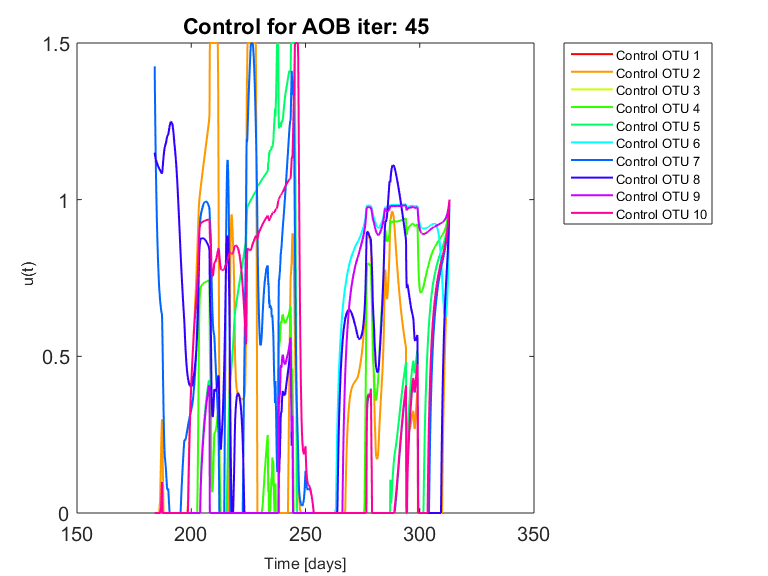 Control for AOB iter: 45
1.5
1
0.5
0
u(t)
150
200
250
300
350
Time [days]
Control OTU 1
Control OTU 2
Control OTU 3
Control OTU 4
Control OTU 5
Control OTU 6
Control OTU 7
Control OTU 8
Control OTU 9
Control OTU 10